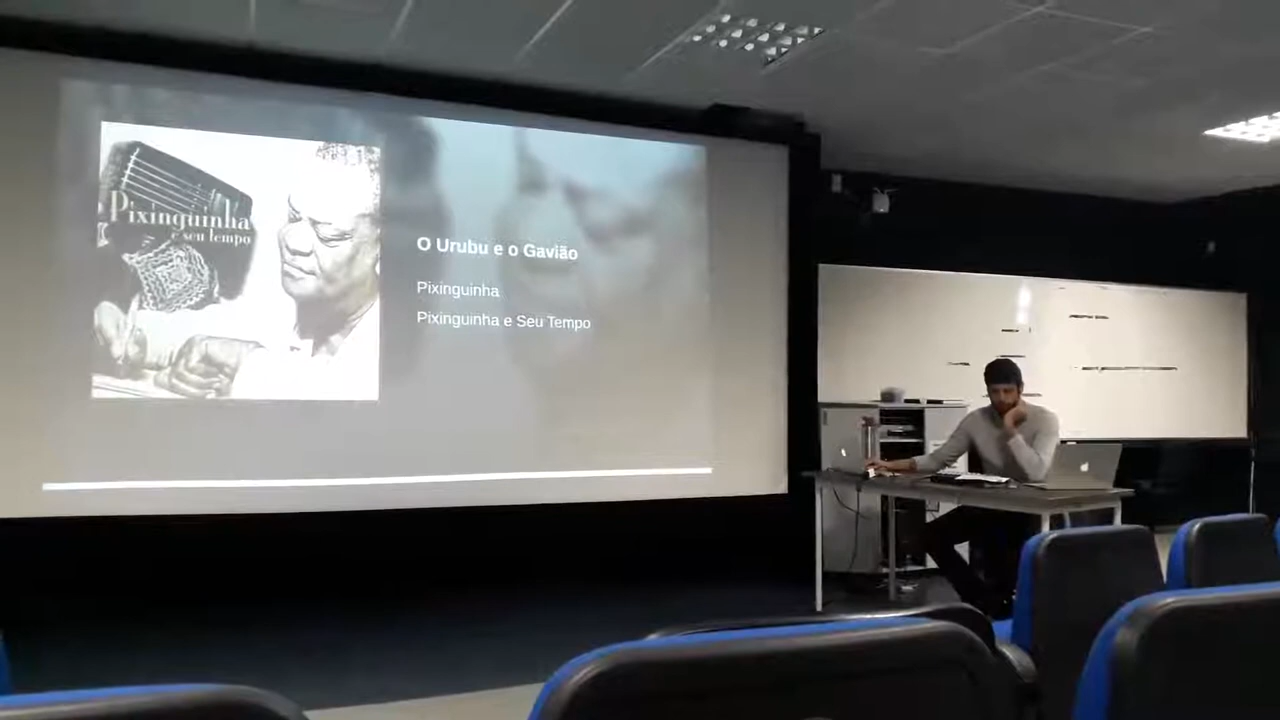 Pixinguinha
e seu tempo
O Urubu e o Gavião
Pixinguinha
Pixinguinha e Seu Tempo